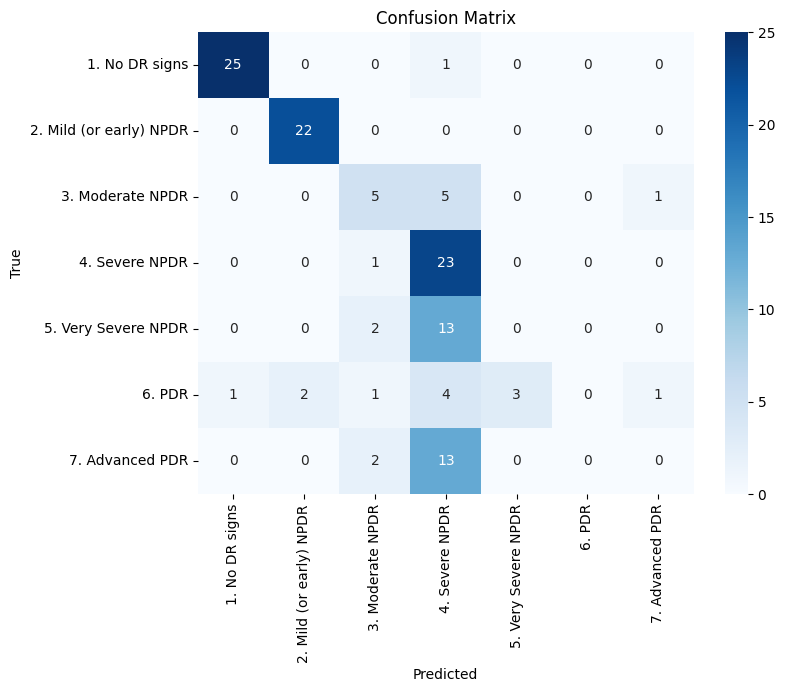 Confusion Matrix
True
1. No DR signs 25 0 0 1 0 0 0
2. Mild (or early) NPDR 0 22 0 0 0 0 0
3. Moderate NPDR 0 0 5 5 0 0 1
4. Severe NPDR 0 0 1 23 0 0 0
5. Very Severe NPDR 0 0 2 13 0 0 0
6. PDR 1 2 1 4 3 0 1
7. Advanced PDR 0 0 2 13 0 0 0
1. No DR signs
2. Mild (or early) NPDR
3. Moderate NPDR
4. Severe NPDR
5. Very Severe NPDR
6. PDR
7. Advanced PDR
Predicted
25
20
15
10
5
0